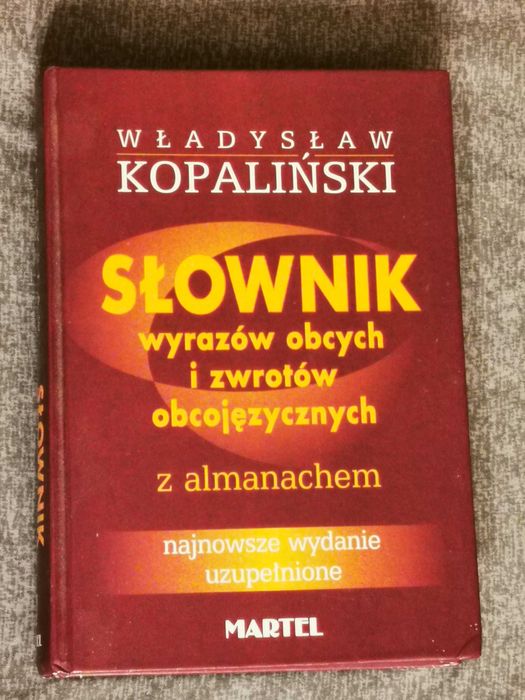 WŁADYSŁAW
KOPALIŃSKI
SŁOWNIK
wyrazów obcych
i zwrotów
obcojęzycznych
z almanachem
najnowsze wydanie
uzupełnione
MARTEL
SŁOWNIK